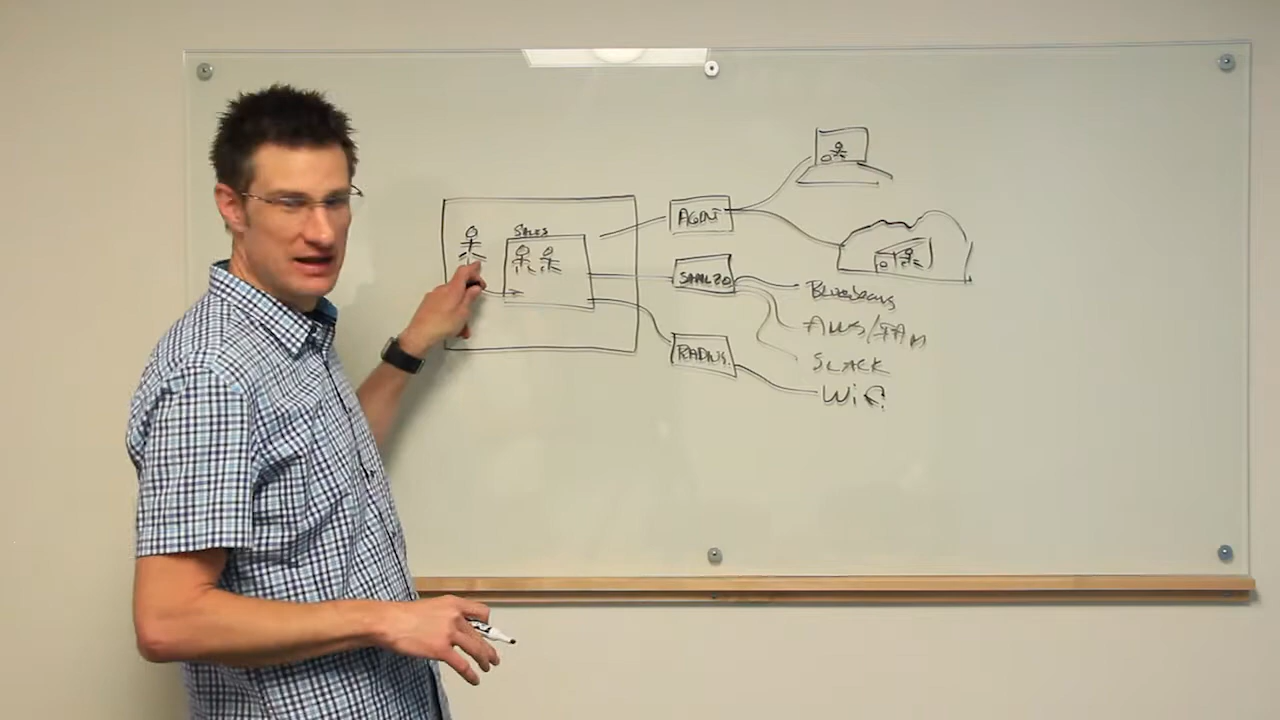 SALES
AGENT
SAML 2.0
BlueJeans
AWS/IAM
SLACK
RADIUS.
WiFi